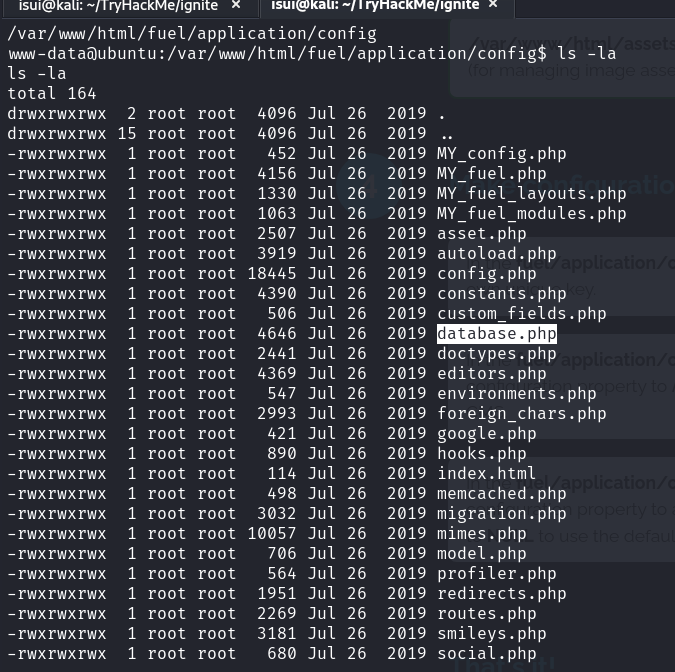 isui@kali: ~/TryHackMe/ignite × isui@kali: ~/TryHackMe/ignite ×
/var/www/html/fuel/application/config
www-data@ubuntu:/var/www/html/fuel/application/config$ ls -la
ls -la
total 164
drwxrwxrwx  2 root root  4096 Jul 26  2019 .
drwxrwxrwx 15 root root  4096 Jul 26  2019 ..
-rwxrwxrwx  1 root root   452 Jul 26  2019 MY_config.php
-rwxrwxrwx  1 root root  4156 Jul 26  2019 MY_fuel.php
-rwxrwxrwx  1 root root  1330 Jul 26  2019 MY_fuel_layouts.php
-rwxrwxrwx  1 root root  1063 Jul 26  2019 MY_fuel_modules.php
-rwxrwxrwx  1 root root  2507 Jul 26  2019 asset.php
-rwxrwxrwx  1 root root  3919 Jul 26  2019 autoload.php
-rwxrwxrwx  1 root root 18445 Jul 26  2019 config.php
-rwxrwxrwx  1 root root  4390 Jul 26  2019 constants.php
-rwxrwxrwx  1 root root   506 Jul 26  2019 custom_fields.php
-rwxrwxrwx  1 root root  4646 Jul 26  2019 database.php
-rwxrwxrwx  1 root root  2441 Jul 26  2019 doctypes.php
-rwxrwxrwx  1 root root  4369 Jul 26  2019 editors.php
-rwxrwxrwx  1 root root   547 Jul 26  2019 environments.php
-rwxrwxrwx  1 root root  2993 Jul 26  2019 foreign_chars.php
-rwxrwxrwx  1 root root   421 Jul 26  2019 google.php
-rwxrwxrwx  1 root root   890 Jul 26  2019 hooks.php
-rwxrwxrwx  1 root root   114 Jul 26  2019 index.html
-rwxrwxrwx  1 root root   498 Jul 26  2019 memcached.php
-rwxrwxrwx  1 root root  3032 Jul 26  2019 migration.php
-rwxrwxrwx  1 root root 10057 Jul 26  2019 mimes.php
-rwxrwxrwx  1 root root   706 Jul 26  2019 model.php
-rwxrwxrwx  1 root root   564 Jul 26  2019 profiler.php
-rwxrwxrwx  1 root root  1951 Jul 26  2019 redirects.php
-rwxrwxrwx  1 root root  2269 Jul 26  2019 routes.php
-rwxrwxrwx  1 root root  3181 Jul 26  2019 smileys.php
-rwxrwxrwx  1 root root   680 Jul 26  2019 social.php